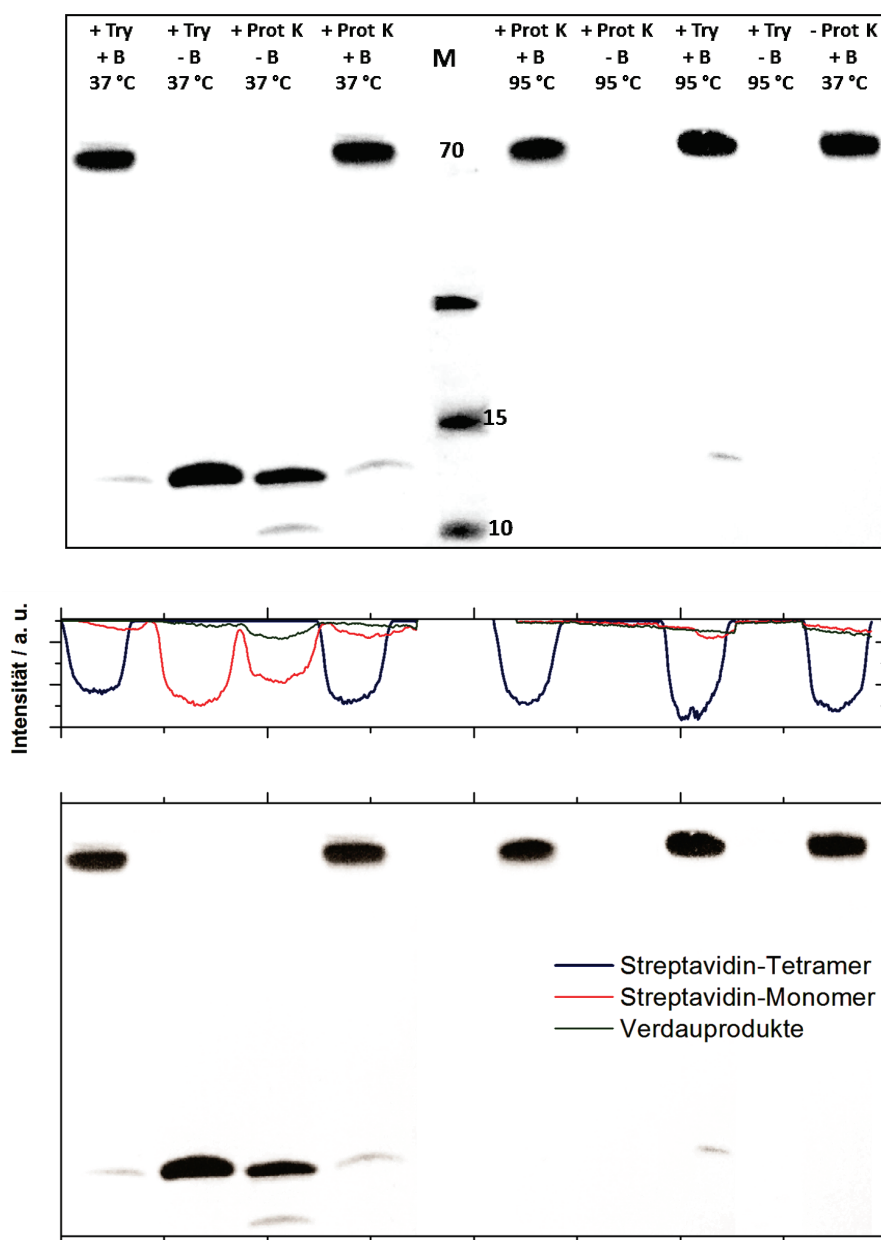 + Try + Try + Prot K + Prot K + Prot K + Prot K + Try + Try - Prot K
+ B - B - B + B M + B - B + B - B + B
37 °C 37 °C 37 °C 37 °C 95 °C 95 °C 95 °C 95 °C 37 °C
70
15
10
Intensität / a. u.
Streptavidin-Tetramer
Streptavidin-Monomer
Verdauprodukte